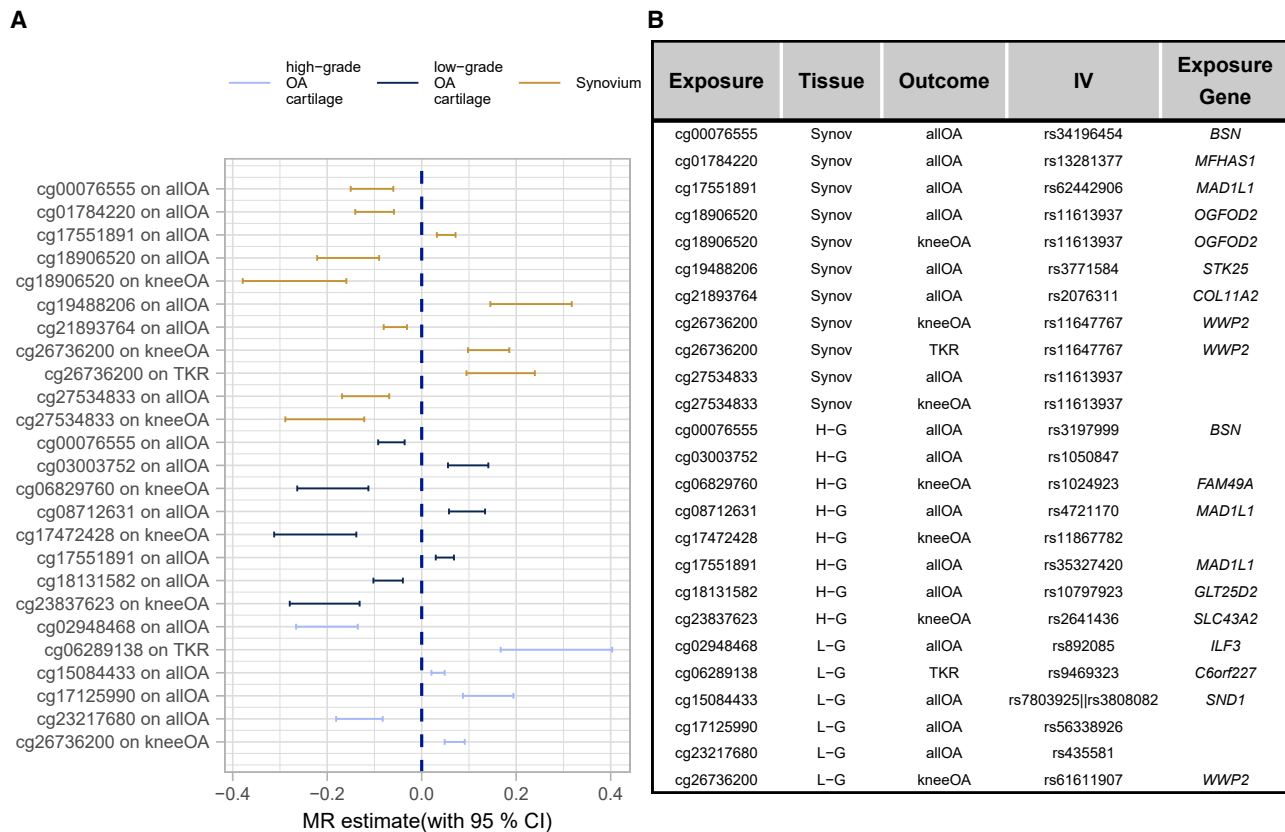 A
high−grade
OA
cartilage
low−grade
OA
cartilage
Synovium
cg00076555 on allOA
cg01784220 on allOA
cg17551891 on allOA
cg18906520 on allOA
cg18906520 on kneeOA
cg19488206 on allOA
cg21893764 on allOA
cg26736200 on kneeOA
cg26736200 on TKR
cg27534833 on allOA
cg27534833 on kneeOA
cg00076555 on allOA
cg03003752 on allOA
cg06829760 on kneeOA
cg08712631 on allOA
cg17472428 on kneeOA
cg17551891 on allOA
cg18131582 on allOA
cg23837623 on kneeOA
cg02948468 on allOA
cg06289138 on TKR
cg15084433 on allOA
cg17125990 on allOA
cg23217680 on allOA
cg26736200 on kneeOA
−0.4 −0.2 0.0 0.2 0.4
MR estimate(with 95 % CI)
B
Exposure Tissue Outcome IV Exposure Gene
cg00076555 Synov allOA rs34196454 BSN
cg01784220 Synov allOA rs13281377 MFHAS1
cg17551891 Synov allOA rs62442906 MAD1L1
cg18906520 Synov allOA rs11613937 OGFOD2
cg18906520 Synov kneeOA rs11613937 OGFOD2
cg19488206 Synov allOA rs3771584 STK25
cg21893764 Synov allOA rs2076311 COL11A2
cg26736200 Synov kneeOA rs11647767 WWP2
cg26736200 Synov TKR rs11647767 WWP2
cg27534833 Synov allOA rs11613937
cg27534833 Synov kneeOA rs11613937
cg00076555 H−G allOA rs3197999 BSN
cg03003752 H−G allOA rs1050847
cg06829760 H−G kneeOA rs1024923 FAM49A
cg08712631 H−G allOA rs4721170 MAD1L1
cg17472428 H−G kneeOA rs11867782
cg17551891 H−G allOA rs35327420 MAD1L1
cg18131582 H−G allOA rs10797923 GLT25D2
cg23837623 H−G kneeOA rs2641436 SLC43A2
cg02948468 L−G allOA rs892085 ILF3
cg06289138 L−G TKR rs9469323 C6orf227
cg15084433 L−G allOA rs7803925||rs3808082 SND1
cg17125990 L−G allOA rs56338926
cg23217680 L−G allOA rs435581
cg26736200 L−G kneeOA rs61611907 WWP2